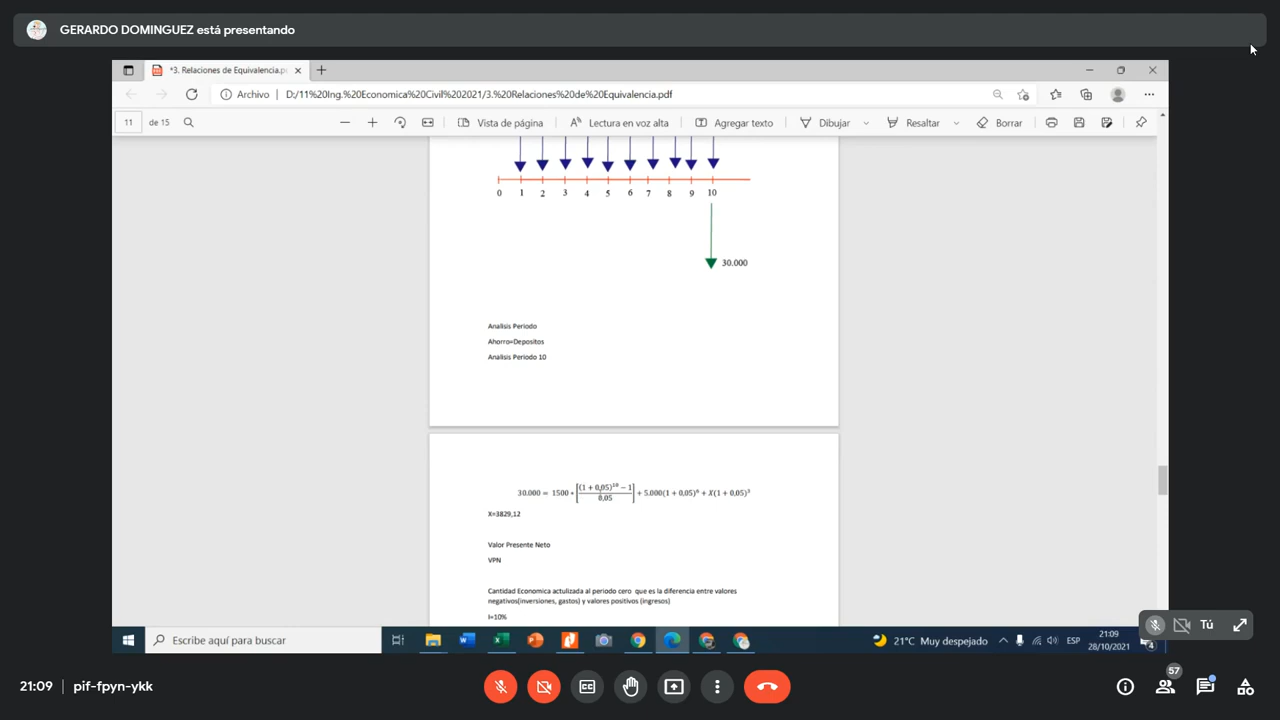 GERARDO DOMINGUEZ está presentando
*3. Relaciones de Equivalencia.p
Archivo D:/11%20Ing.%20Economica%20Civil%202021/3.%20Relaciones%20de%20Equivalencia.pdf
11 de 15 Vista de página Lectura en voz alta Agregar texto Dibujar Resaltar Borrar
0 1 2 3 4 5 6 7 8 9 10
30.000
Analisis Periodo
Ahorro=Depositos
Analisis Periodo 10
30.000 = 1500 * [(1 + 0,05)¹⁰ − 1 / 0,05] + 5.000(1 + 0,05)⁶ + X(1 + 0,05)³
X=3829,12
Valor Presente Neto
VPN
Cantidad Economica actulizada al periodo cero que es la diferencia entre valores
negativos(inversiones, gastos) y valores positivos (ingresos)
I=10%
Tú
Escribe aquí para buscar
21°C Muy despejado
ESP
21:09
28/10/2021
4
21:09 | pif-fpyn-ykk
57